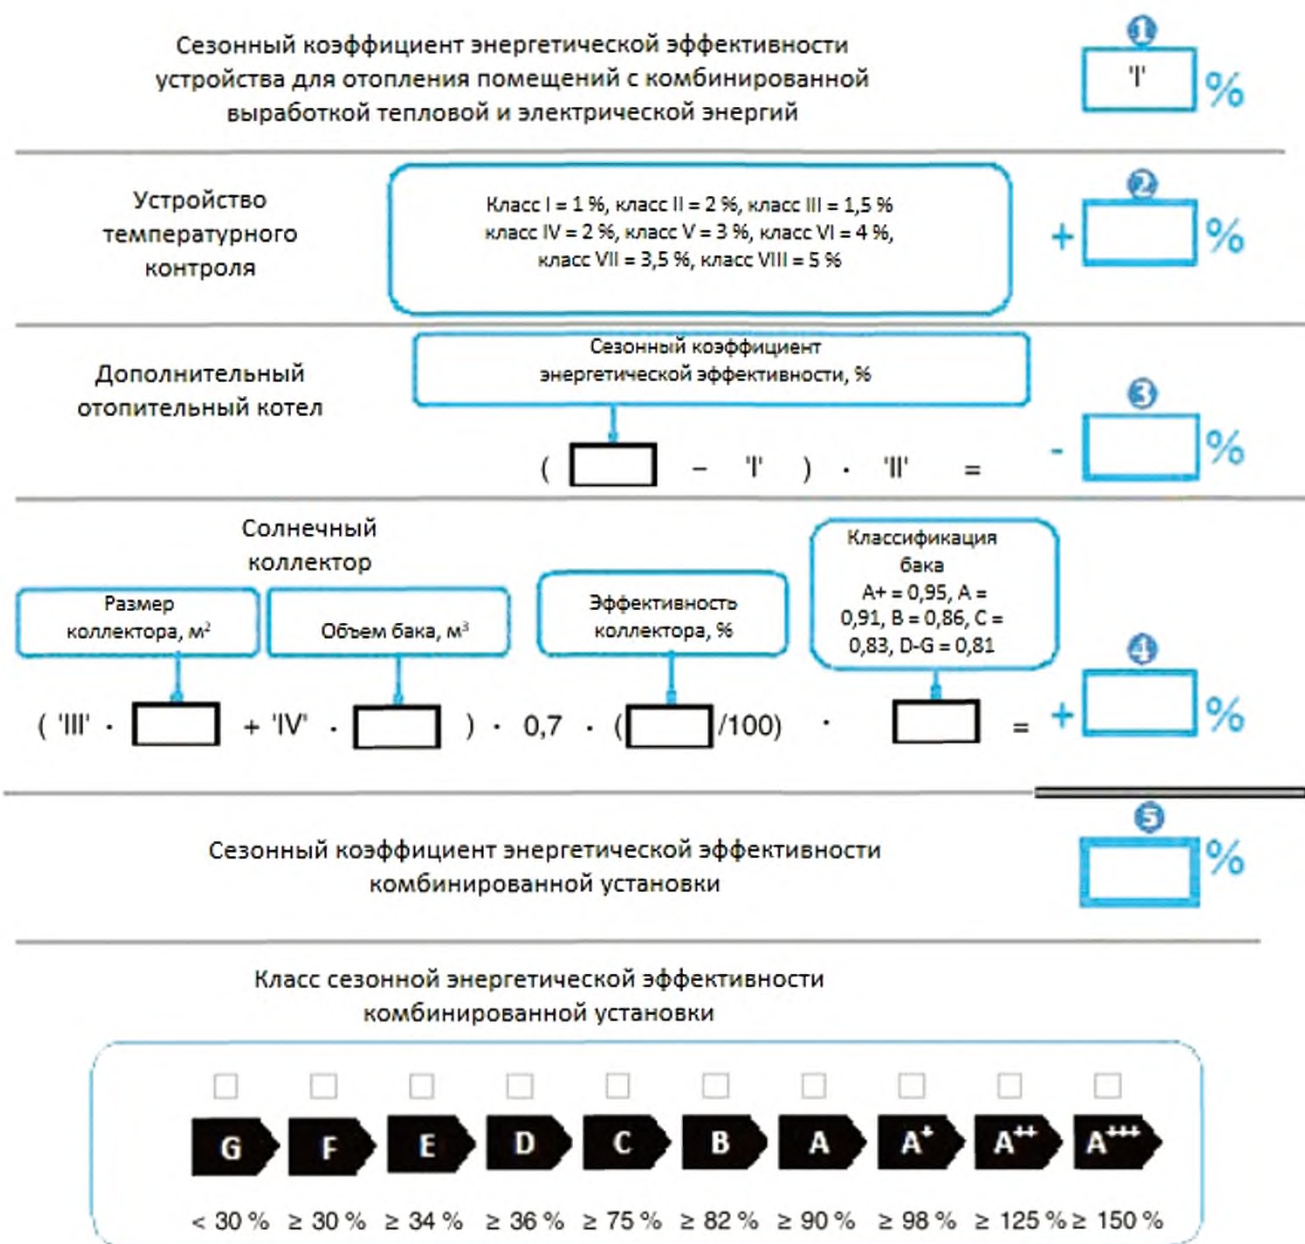 Сезонный коэффициент энергетической эффективности
устройства для отопления помещений с комбинированной
выработкой тепловой и электрической энергий
1
'I'
%
Устройство
температурного
контроля
Класс I = 1 %, класс II = 2 %, класс III = 1,5 %
класс IV = 2 %, класс V = 3 %, класс VI = 4 %,
класс VII = 3,5 %, класс VIII = 5 %
2
+ %
Дополнительный
отопительный котел
Сезонный коэффициент
энергетической эффективности, %
( – 'I' ) · 'II' =
3
- %
Солнечный
коллектор
Размер
коллектора, м²
Объем бака, м³
Эффективность
коллектора, %
Классификация
бака
A+ = 0,95, A =
0,91, B = 0,86, C =
0,83, D-G = 0,81
4
( 'III' · + 'IV' · ) · 0,7 · ( /100) · = + %
5
Сезонный коэффициент энергетической эффективности
комбинированной установки
%
Класс сезонной энергетической эффективности
комбинированной установки
G F E D C B A A+ A++ A+++
< 30 % ≥ 30 % ≥ 34 % ≥ 36 % ≥ 75 % ≥ 82 % ≥ 90 % ≥ 98 % ≥ 125 % ≥ 150 %